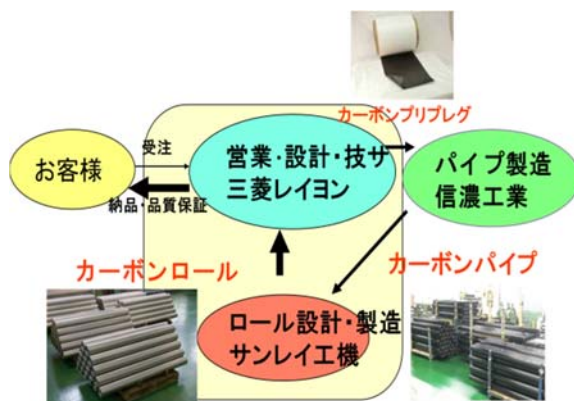 カーボンプリプレグ
お客様
受注
営業・設計・技サ
三菱レイヨン
パイプ製造
信濃工業
納品・品質保証
カーボンロール
カーボンパイプ
ロール設計・製造
サンレイ工機